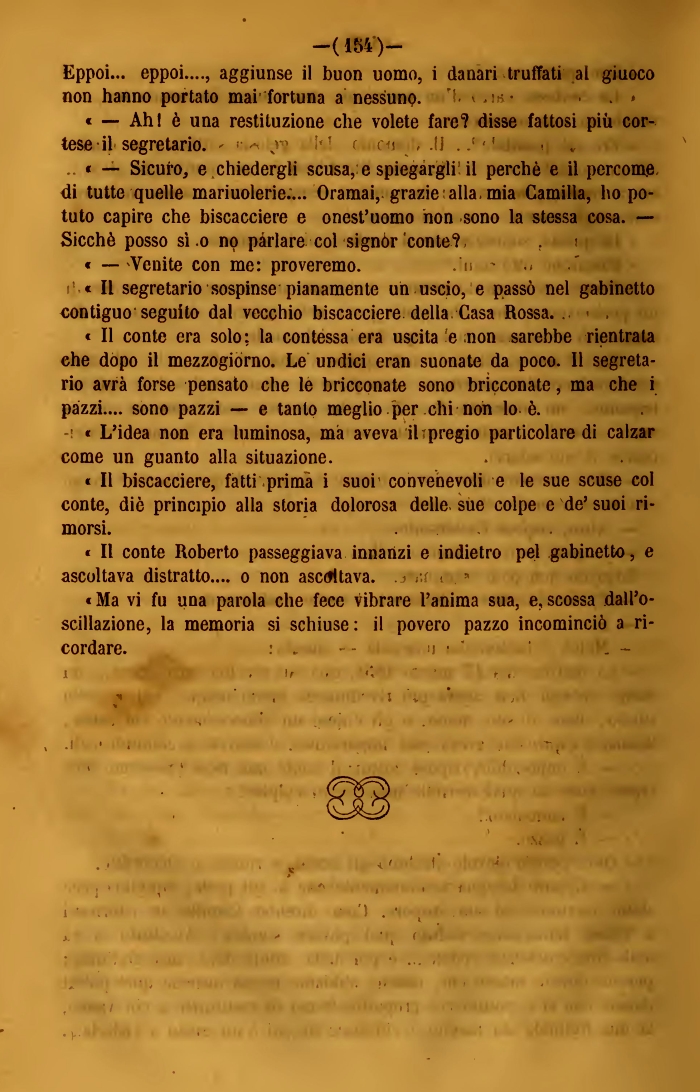 —( 154 )—
Eppoi... eppoi...., aggiunse il buon uomo, i danari truffati al giuoco
non hanno portato mai fortuna a nessuno.
« — Ah! è una restituzione che volete fare? disse fattosi più cor-
tese il segretario.
« — Sicuro, e chiedergli scusa, e spiegargli il perchè e il percome
di tutte quelle mariuolerie.... Oramai, grazie alla mia Camilla, ho po-
tuto capire che biscacciere e onest'uomo non sono la stessa cosa. —
Sicchè posso sì o no parlare col signor conte?
« — Venite con me: proveremo.
« Il segretario sospinse pianamente un uscio, e passò nel gabinetto
contiguo seguito dal vecchio biscacciere della Casa Rossa.
« Il conte era solo; la contessa era uscita e non sarebbe rientrata
che dopo il mezzogiorno. Le undici eran suonate da poco. Il segreta-
rio avrà forse pensato che le bricconate sono bricconate, ma che i
pazzi.... sono pazzi — e tanto meglio per chi non lo è.
« L'idea non era luminosa, ma aveva il pregio particolare di calzar
come un guanto alla situazione.
« Il biscacciere, fatti prima i suoi convenevoli e le sue scuse col
conte, diè principio alla storia dolorosa delle sue colpe e de' suoi ri-
morsi.
« Il conte Roberto passeggiava innanzi e indietro pel gabinetto, e
ascoltava distratto.... o non ascoltava.
« Ma vi fu una parola che fece vibrare l'anima sua, e, scossa dall'o-
scillazione, la memoria si schiuse: il povero pazzo incominciò a ri-
cordare.